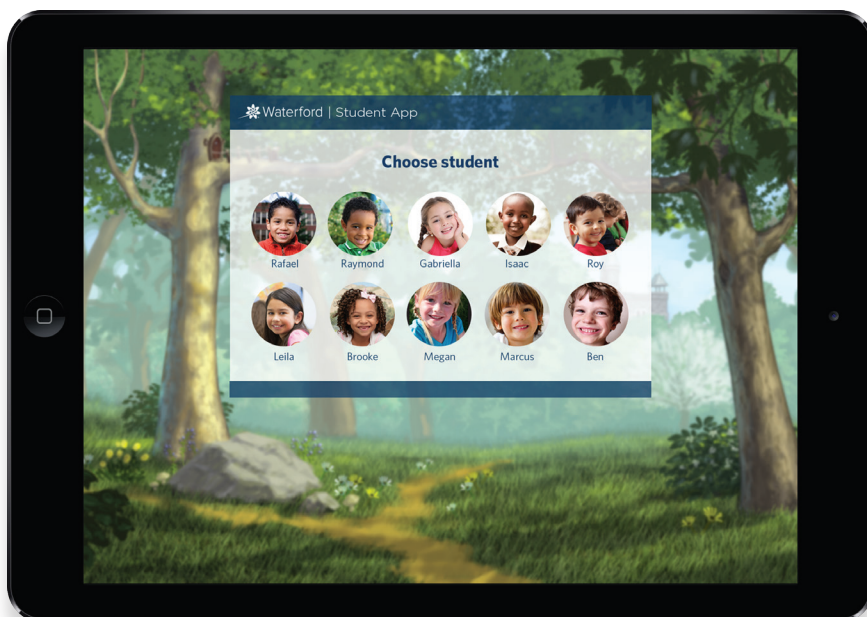 Waterford | Student App
Choose student
Rafael Raymond Gabriella Isaac Roy
Leila Brooke Megan Marcus Ben